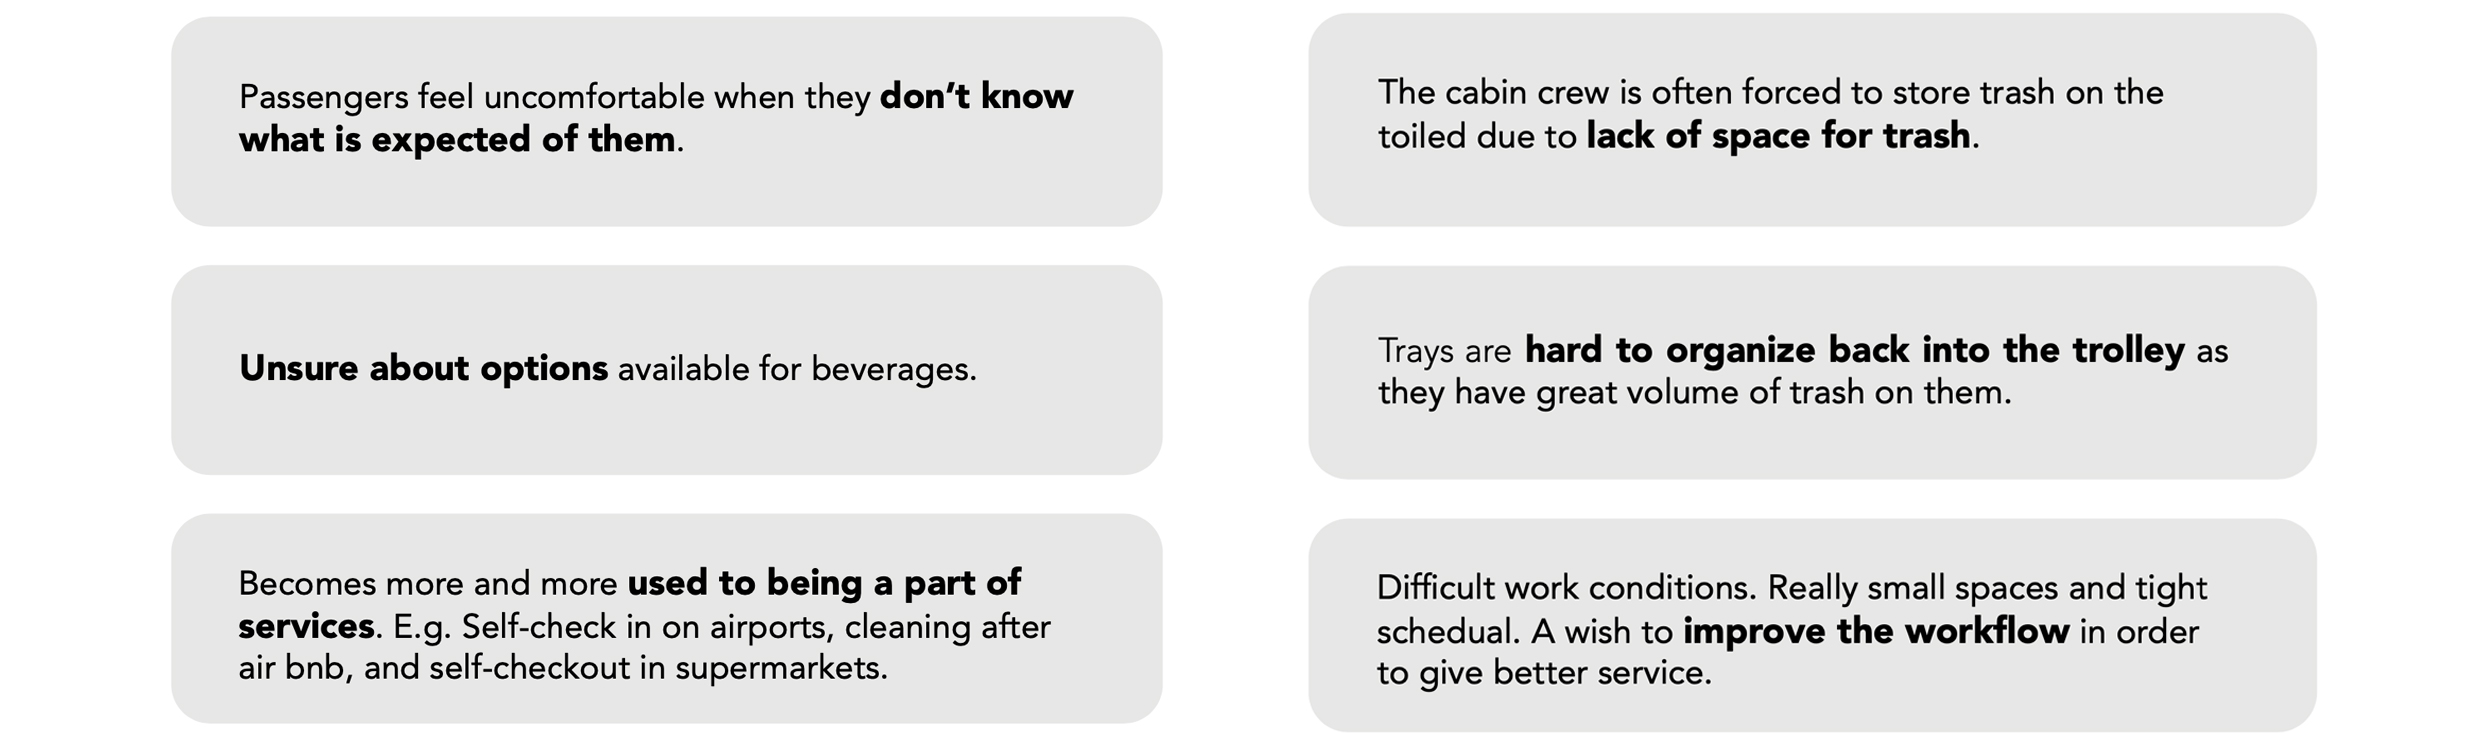 Passengers feel uncomfortable when they don't know
what is expected of them.
Unsure about options available for beverages.
Becomes more and more used to being a part of
services. E.g. Self-check in on airports, cleaning after
air bnb, and self-checkout in supermarkets.
The cabin crew is often forced to store trash on the
toiled due to lack of space for trash.
Trays are hard to organize back into the trolley as
they have great volume of trash on them.
Difficult work conditions. Really small spaces and tight
schedual. A wish to improve the workflow in order
to give better service.